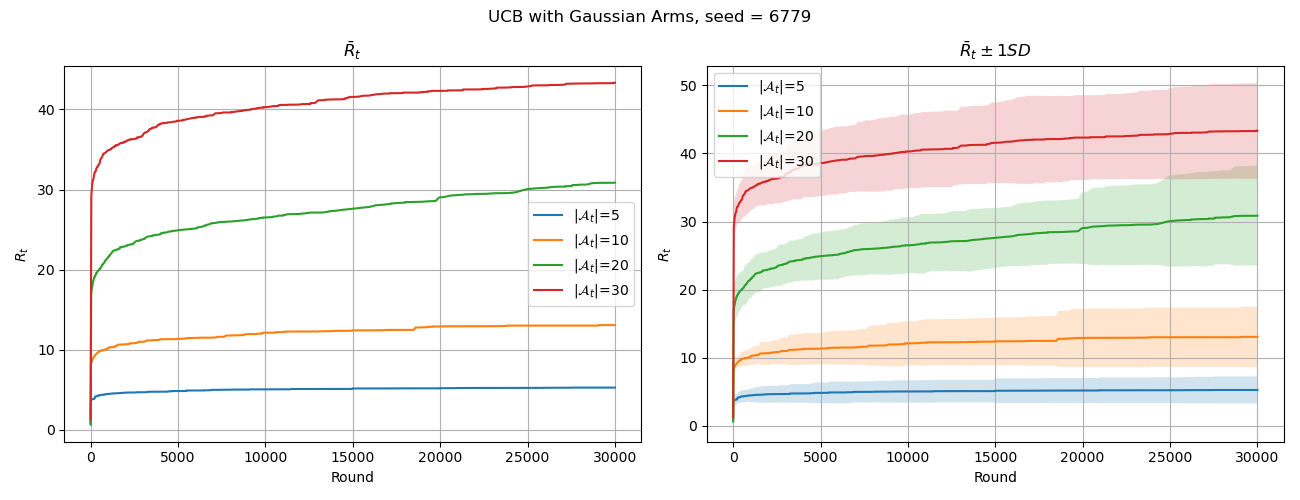 UCB with Gaussian Arms, seed = 6779
R̄ₜ
40
30
20
10
0
Rₜ
|𝒜ₜ|=5
|𝒜ₜ|=10
|𝒜ₜ|=20
|𝒜ₜ|=30
0 5000 10000 15000 20000 25000 30000
Round
R̄ₜ ± 1SD
50
40
30
20
10
0
Rₜ
|𝒜ₜ|=5
|𝒜ₜ|=10
|𝒜ₜ|=20
|𝒜ₜ|=30
0 5000 10000 15000 20000 25000 30000
Round